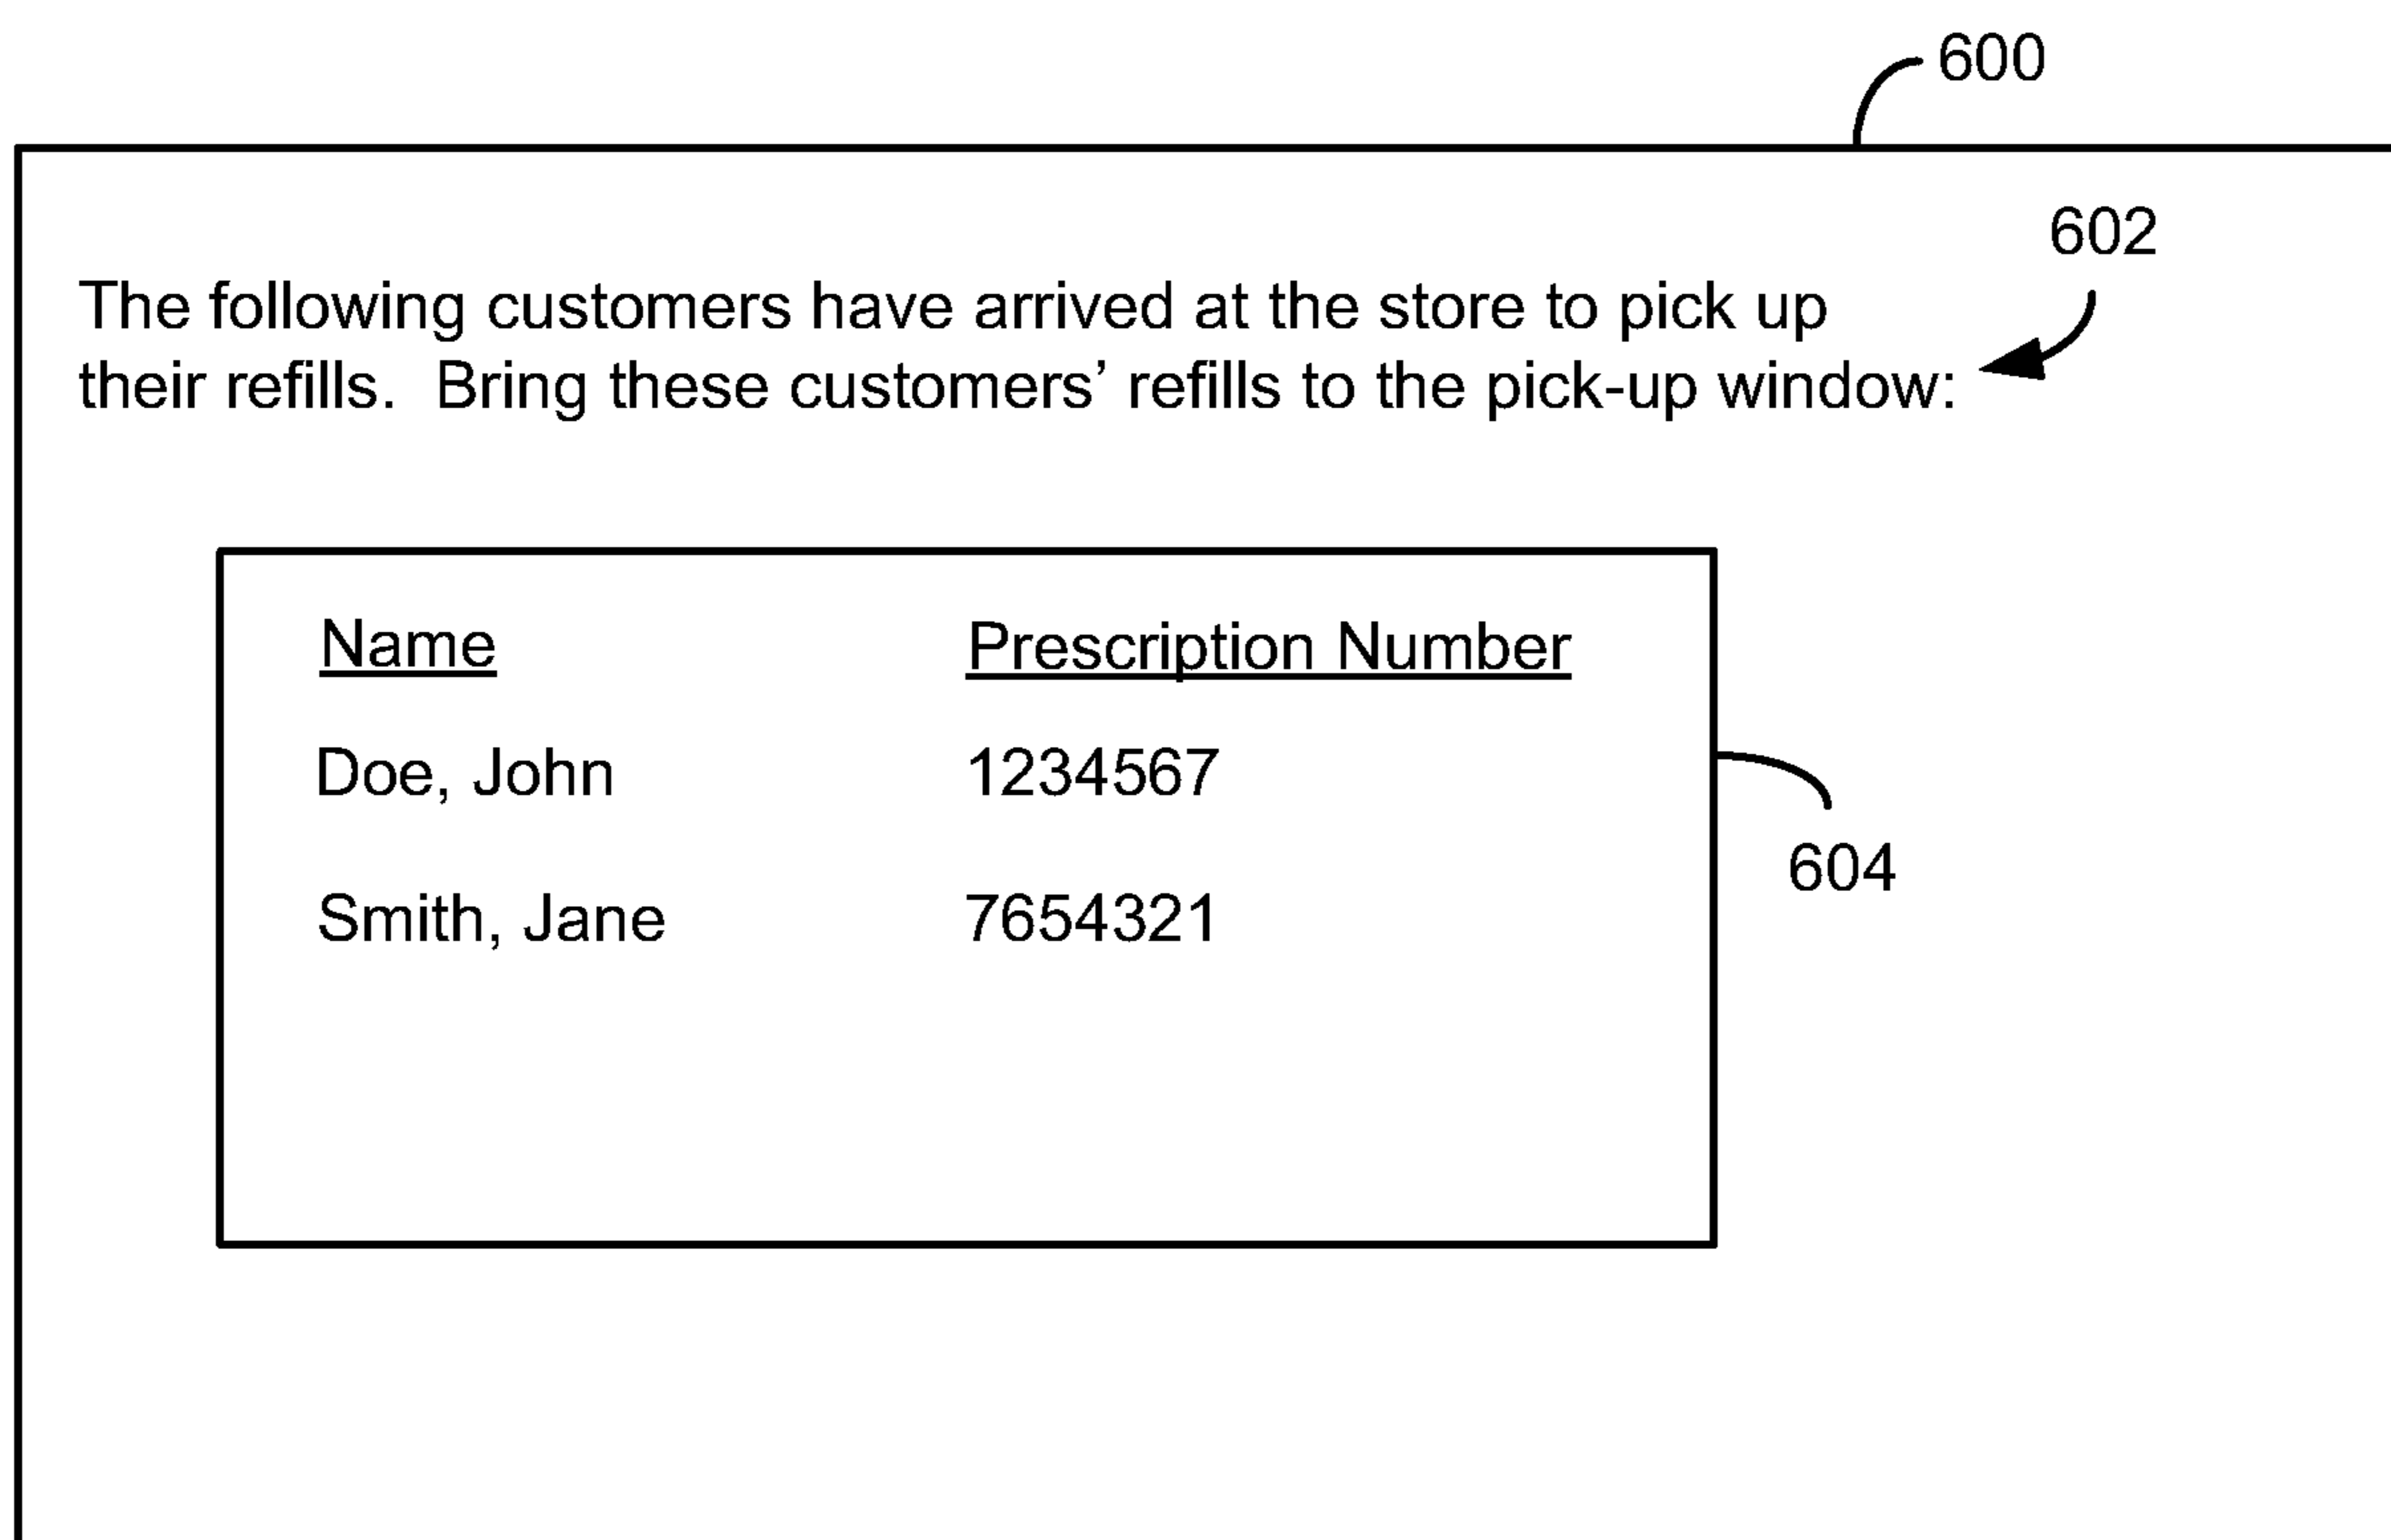 600
602
The following customers have arrived at the store to pick up
their refills.  Bring these customers’ refills to the pick-up window:
Name Prescription Number
Doe, John 1234567
604
Smith, Jane 7654321